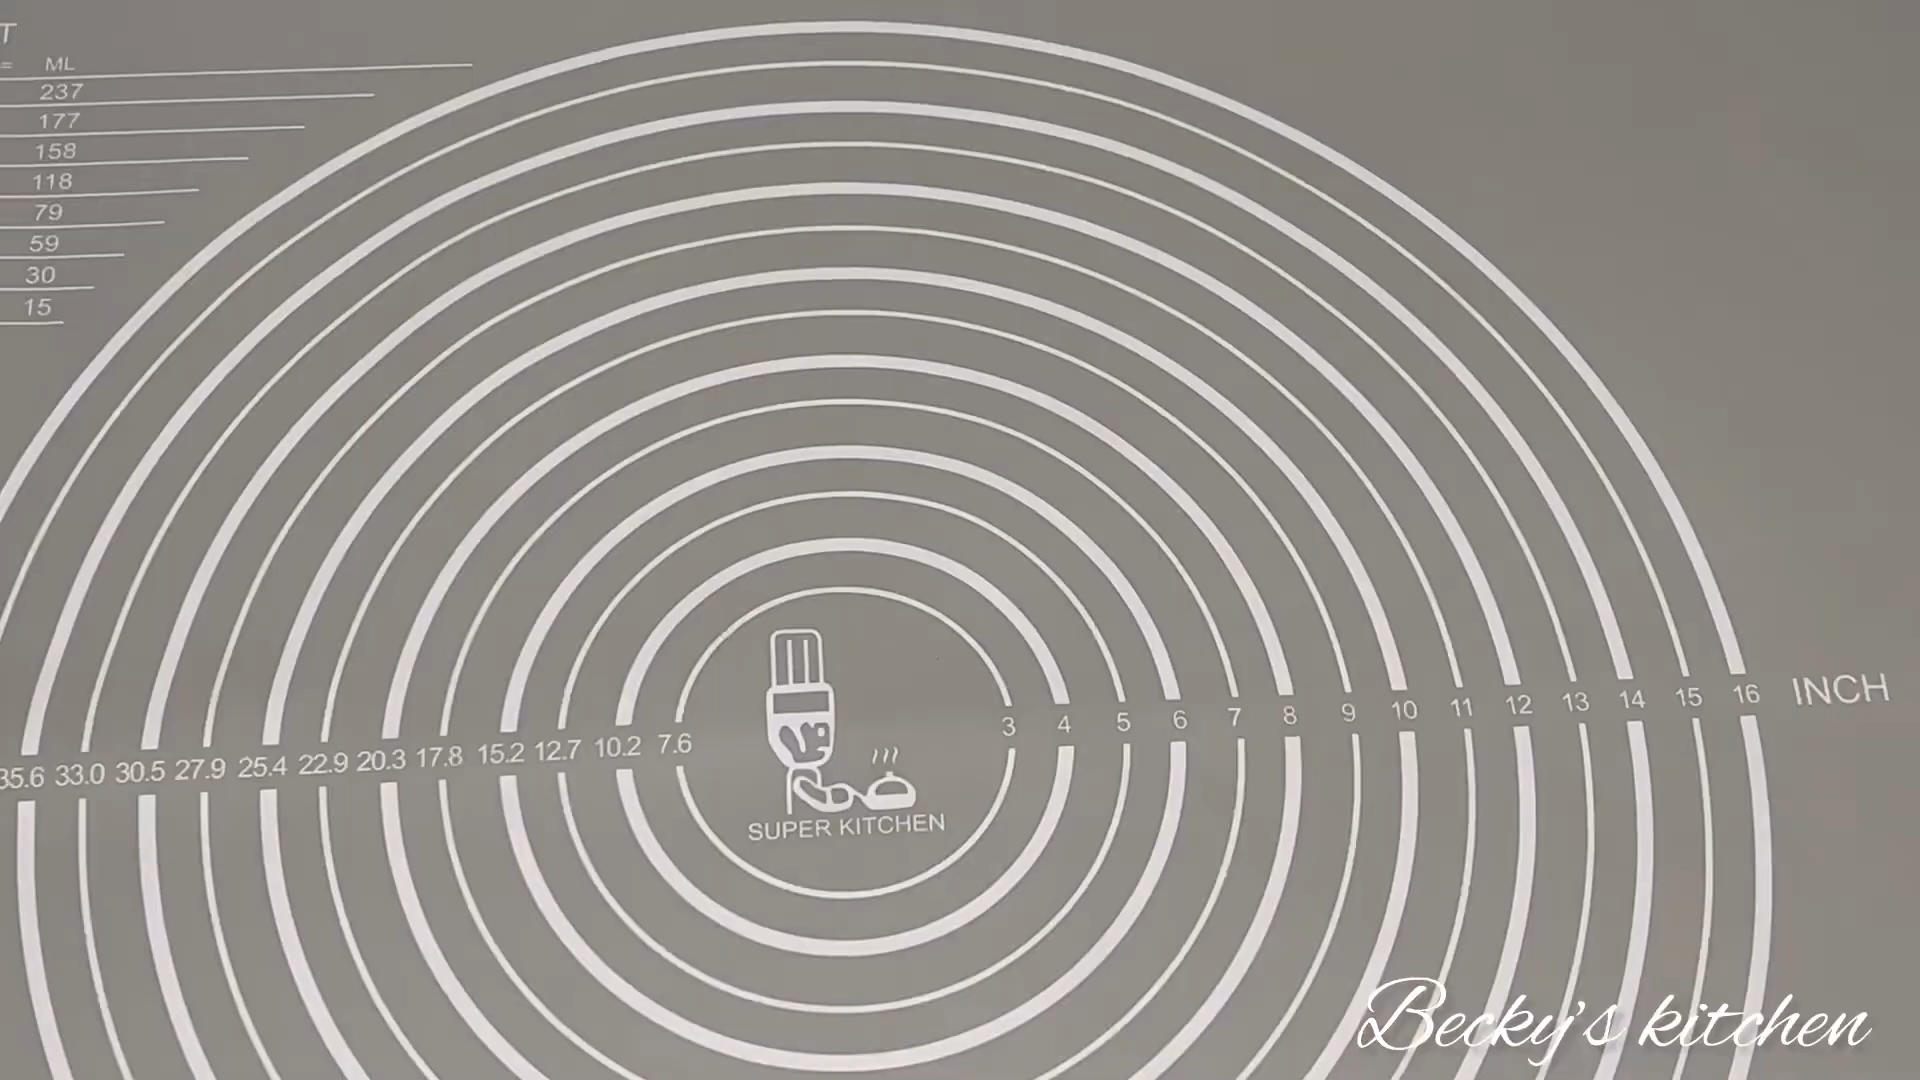 T
= ML
237
177
158
118
79
59
30
15
35.6 33.0 30.5 27.9 25.4 22.9 20.3 17.8 15.2 12.7 10.2 7.6 3 4 5 6 7 8 9 10 11 12 13 14 15 16 INCH
SUPER KITCHEN
Becky's kitchen